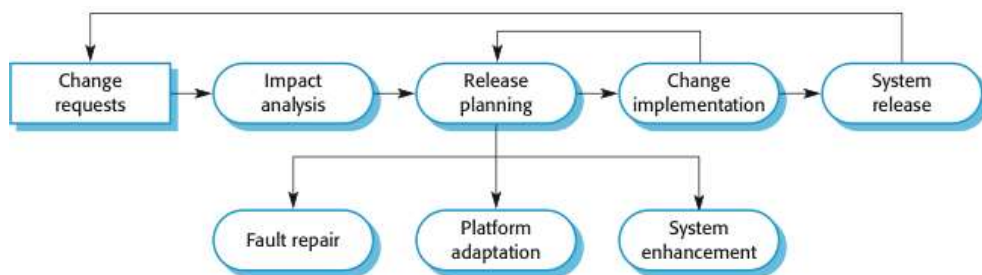 Change
requests
Impact
analysis
Release
planning
Change
implementation
System
release
Fault repair
Platform
adaptation
System
enhancement